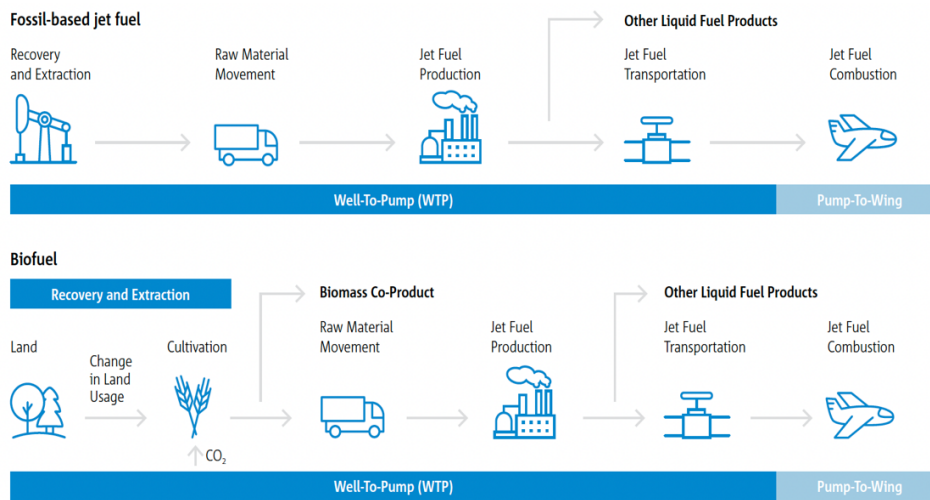 Fossil-based jet fuel
Other Liquid Fuel Products
Recovery
and Extraction
Raw Material
Movement
Jet Fuel
Production
Jet Fuel
Transportation
Jet Fuel
Combustion
Well-To-Pump (WTP)
Pump-To-Wing
Biofuel
Recovery and Extraction
Biomass Co-Product
Other Liquid Fuel Products
Land
Change
in Land
Usage
Cultivation
CO₂
Raw Material
Movement
Jet Fuel
Production
Jet Fuel
Transportation
Jet Fuel
Combustion
Well-To-Pump (WTP)
Pump-To-Wing